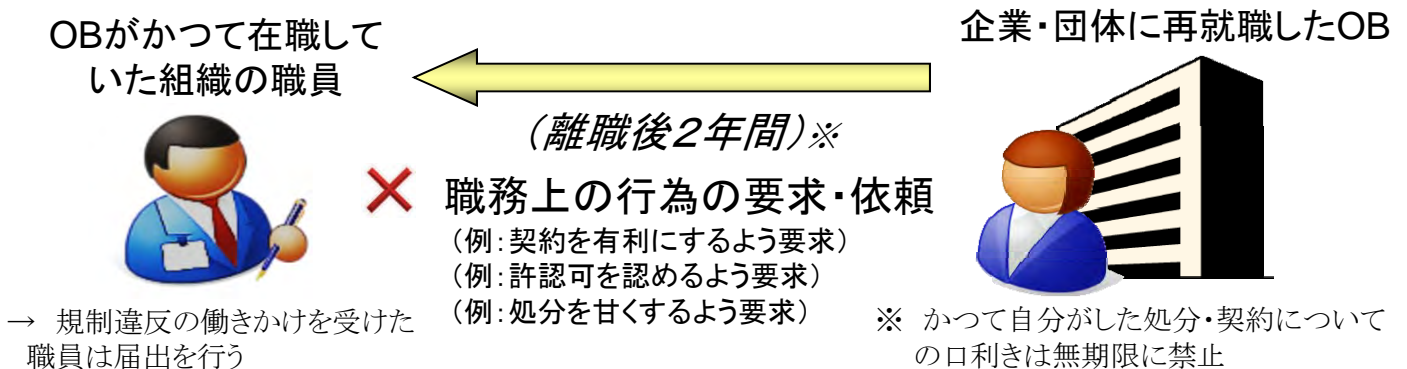 OBがかつて在職して
いた組織の職員
企業・団体に再就職したOB
(離職後2年間)※
× 職務上の行為の要求・依頼
(例:契約を有利にするよう要求)
(例:許認可を認めるよう要求)
(例:処分を甘くするよう要求)
→ 規制違反の働きかけを受けた
職員は届出を行う
※ かつて自分がした処分・契約について
の口利きは無期限に禁止